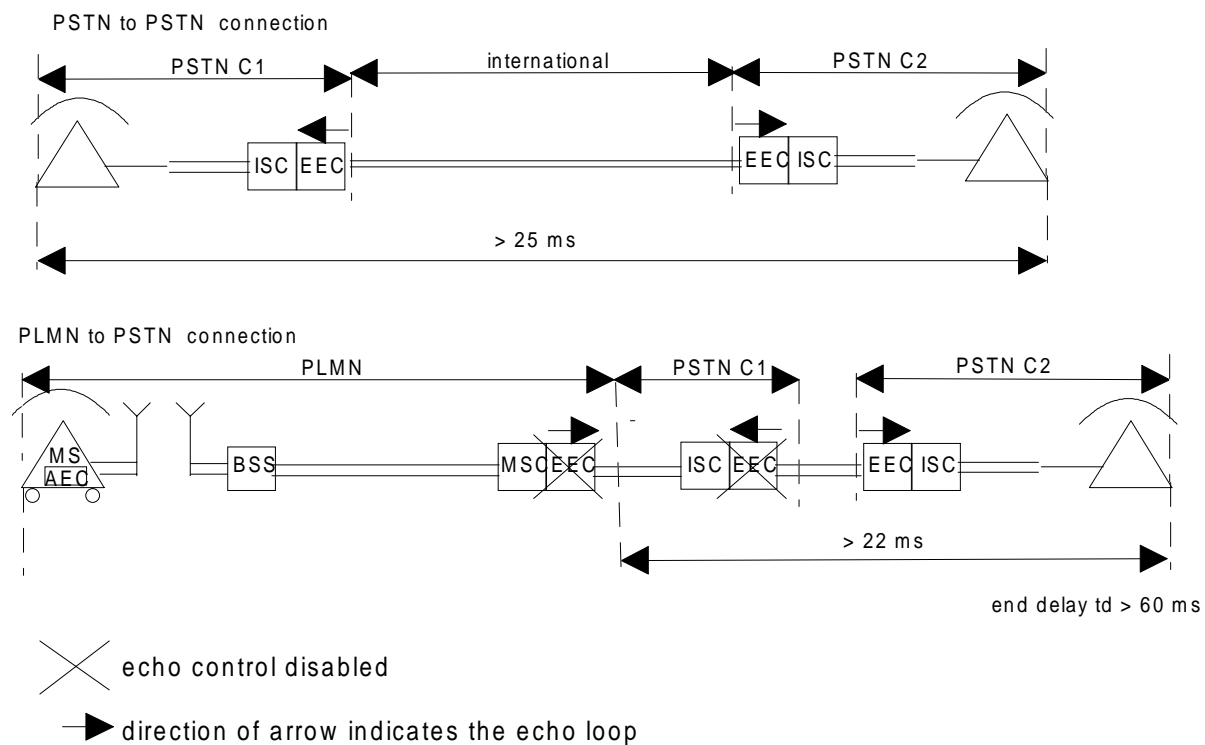 PSTN to PSTN connection
PSTN C1 international PSTN C2
ISC EEC EEC ISC
> 25 ms
PLMN to PSTN connection
PLMN PSTN C1 PSTN C2
MS
AEC BSS MSC EEC ISC EEC EEC ISC
> 22 ms
end delay td > 60 ms
echo control disabled
direction of arrow indicates the echo loop